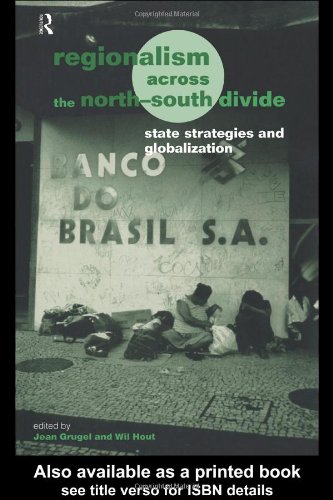 regionalism
across
the north–south divide
state strategies and
globalization
BANCO
DO
BRASIL S.A.
edited by
Jean Grugel and Wil Hout
Also available as a printed book
see title verso for ISBN details